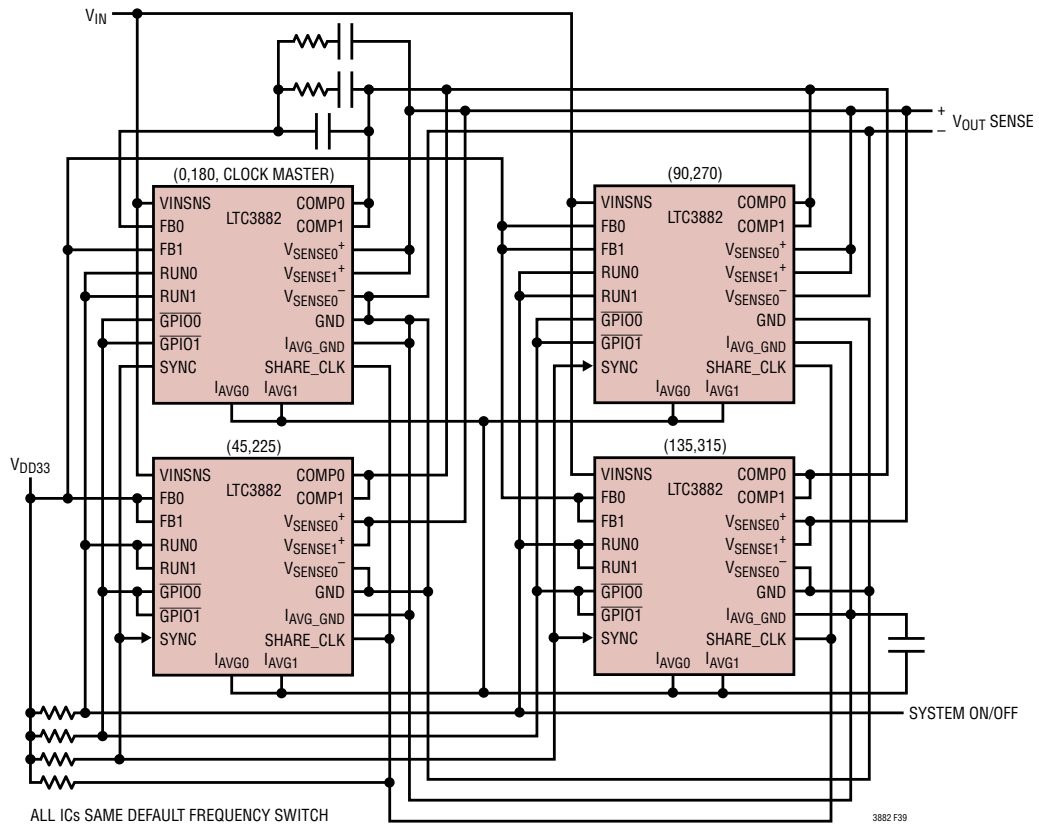 VIN
+
VOUT SENSE
–
(0,180, CLOCK MASTER)
VINSNS
FB0
FB1
RUN0
RUN1
GPIO0
GPIO1
SYNC
LTC3882
COMP0
COMP1
VSENSE0+
VSENSE1+
VSENSE0–
GND
IAVG_GND
SHARE_CLK
IAVG0 IAVG1
(90,270)
VINSNS
FB0
FB1
RUN0
RUN1
GPIO0
GPIO1
SYNC
LTC3882
COMP0
COMP1
VSENSE0+
VSENSE1+
VSENSE0–
GND
IAVG_GND
SHARE_CLK
IAVG0 IAVG1
VDD33
(45,225)
VINSNS
FB0
FB1
RUN0
RUN1
GPIO0
GPIO1
SYNC
LTC3882
COMP0
COMP1
VSENSE0+
VSENSE1+
VSENSE0–
GND
IAVG_GND
SHARE_CLK
IAVG0 IAVG1
(135,315)
VINSNS
FB0
FB1
RUN0
RUN1
GPIO0
GPIO1
SYNC
LTC3882
COMP0
COMP1
VSENSE0+
VSENSE1+
VSENSE0–
GND
IAVG_GND
SHARE_CLK
IAVG0 IAVG1
SYSTEM ON/OFF
ALL ICs SAME DEFAULT FREQUENCY SWITCH
3882 F39